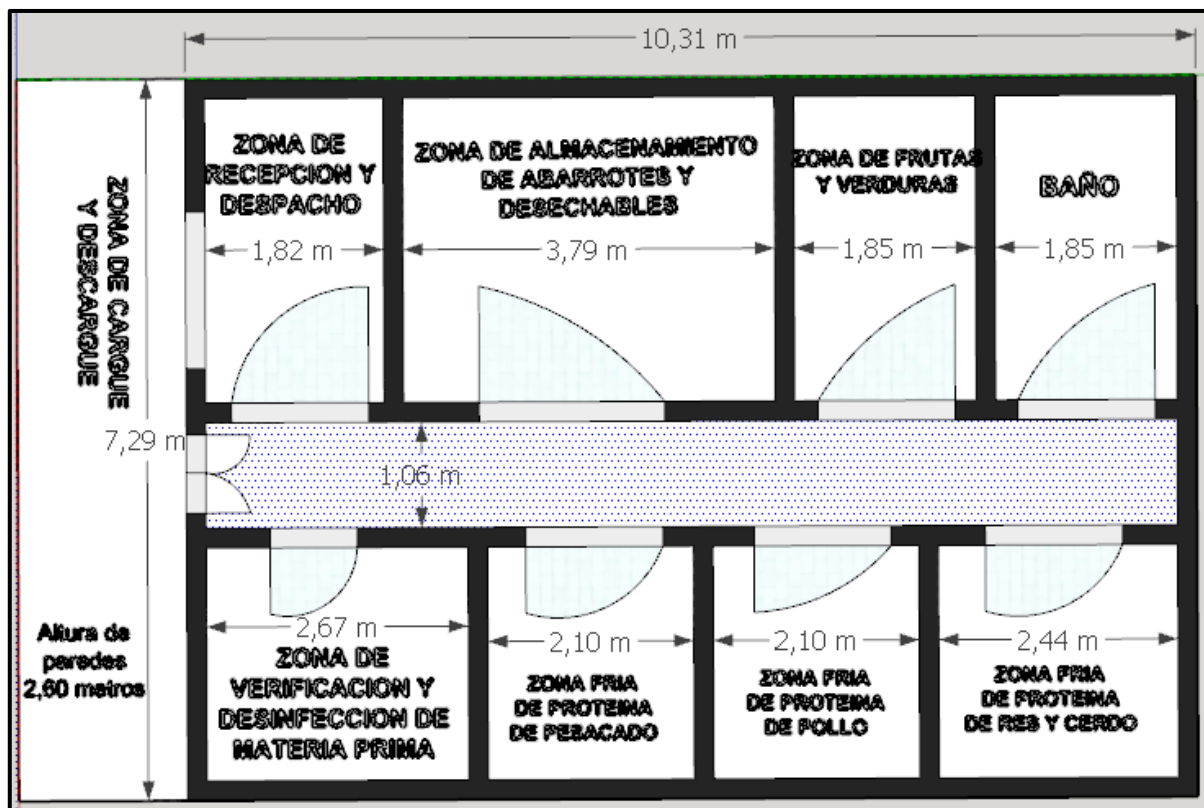 10,31 m
ZONA DE
RECEPCION Y
DESPACHO
1,82 m
ZONA DE ALMACENAMIENTO
DE ABARROTES Y
DESECHABLES
3,79 m
ZONA DE FRUTAS
Y VERDURAS
1,85 m
BAÑO
1,85 m
ZONA DE CARGUE
Y DESCARGUE
7,29 m
1,06 m
Altura de
paredes
2,60 metros
2,67 m
ZONA DE
VERIFICACION Y
DESINFECCION DE
MATERIA PRIMA
2,10 m
ZONA FRIA
DE PROTEINA
DE PESACADO
2,10 m
ZONA FRIA
DE PROTEINA
DE POLLO
2,44 m
ZONA FRIA
DE PROTEINA
DE RES Y CERDO